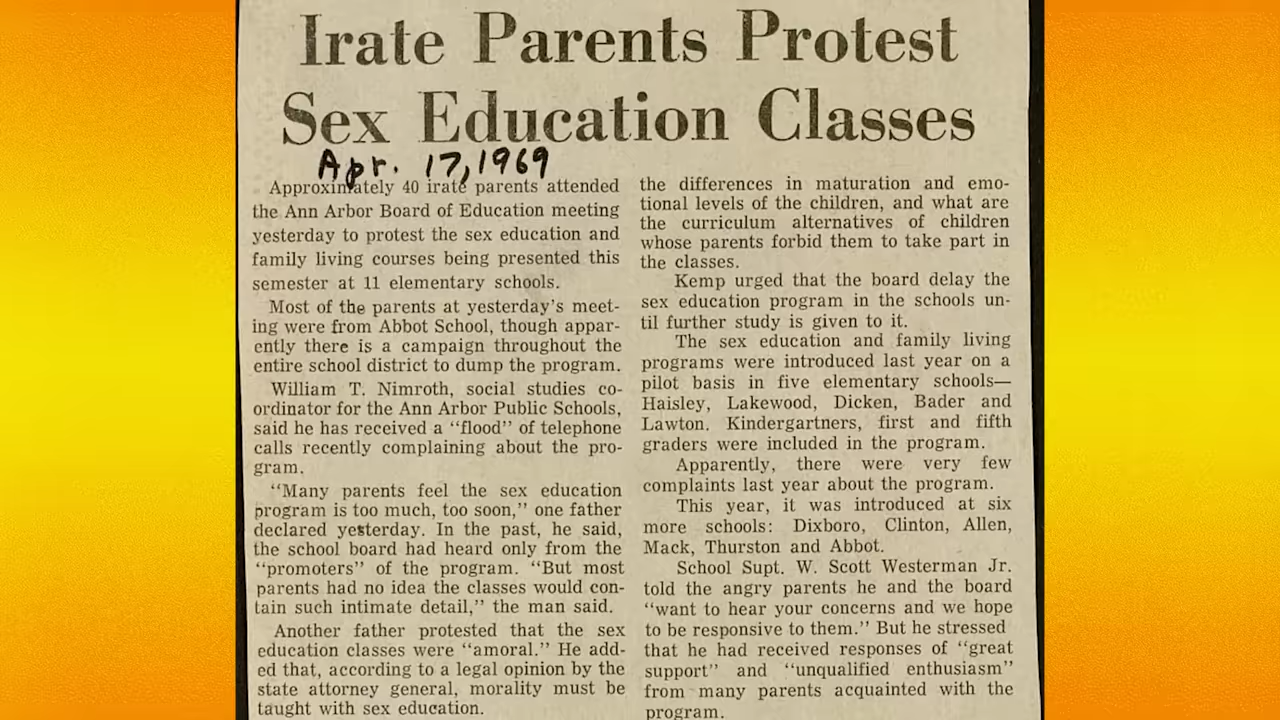 Irate Parents Protest
Sex Education Classes
Apr. 17, 1969
Approximately 40 irate parents attended
the Ann Arbor Board of Education meeting
yesterday to protest the sex education and
family living courses being presented this
semester at 11 elementary schools.
Most of the parents at yesterday's meet-
ing were from Abbot School, though appar-
ently there is a campaign throughout the
entire school district to dump the program.
William T. Nimroth, social studies co-
ordinator for the Ann Arbor Public Schools,
said he has received a "flood" of telephone
calls recently complaining about the pro-
gram.
"Many parents feel the sex education
program is too much, too soon," one father
declared yesterday. In the past, he said,
the school board had heard only from the
"promoters" of the program. "But most
parents had no idea the classes would con-
tain such intimate detail," the man said.
Another father protested that the sex
education classes were "amoral." He add-
ed that, according to a legal opinion by the
state attorney general, morality must be
taught with sex education.
the differences in maturation and emo-
tional levels of the children, and what are
the curriculum alternatives of children
whose parents forbid them to take part in
the classes.
Kemp urged that the board delay the
sex education program in the schools un-
til further study is given to it.
The sex education and family living
programs were introduced last year on a
pilot basis in five elementary schools—
Haisley, Lakewood, Dicken, Bader and
Lawton. Kindergartners, first and fifth
graders were included in the program.
Apparently, there were very few
complaints last year about the program.
This year, it was introduced at six
more schools: Dixboro, Clinton, Allen,
Mack, Thurston and Abbot.
School Supt. W. Scott Westerman Jr.
told the angry parents he and the board
"want to hear your concerns and we hope
to be responsive to them." But he stressed
that he had received responses of "great
support" and "unqualified enthusiasm"
from many parents acquainted with the
program.